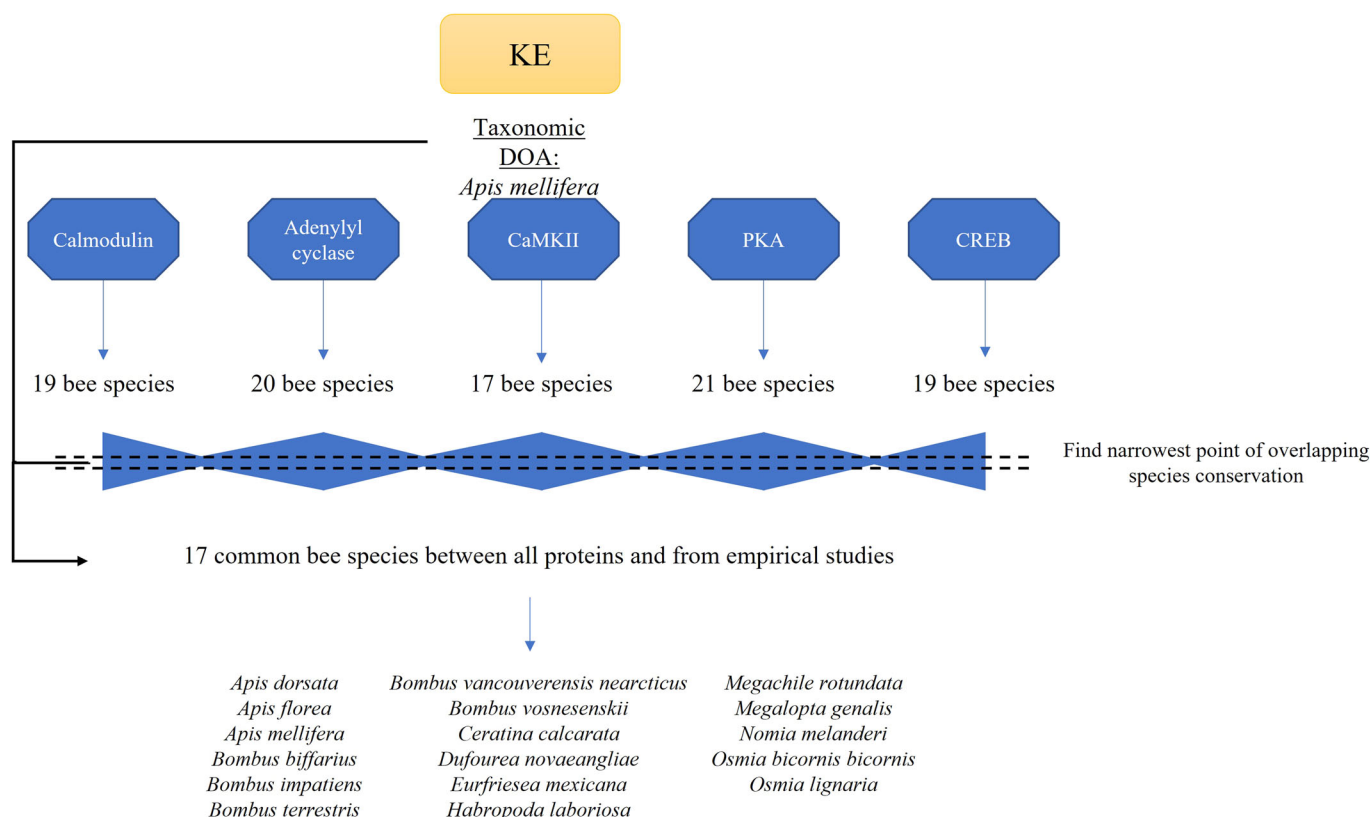 KE
Taxonomic
DOA:
Apis mellifera
Calmodulin
Adenylyl
cyclase
CaMKII
PKA
CREB
19 bee species
20 bee species
17 bee species
21 bee species
19 bee species
Find narrowest point of overlapping
species conservation
17 common bee species between all proteins and from empirical studies
Apis dorsata
Apis florea
Apis mellifera
Bombus biffarius
Bombus impatiens
Bombus terrestris
Bombus vancouverensis nearcticus
Bombus vosnesenskii
Ceratina calcarata
Dufourea novaeangliae
Eurfriesea mexicana
Habropoda laboriosa
Megachile rotundata
Megalopta genalis
Nomia melanderi
Osmia bicornis bicornis
Osmia lignaria